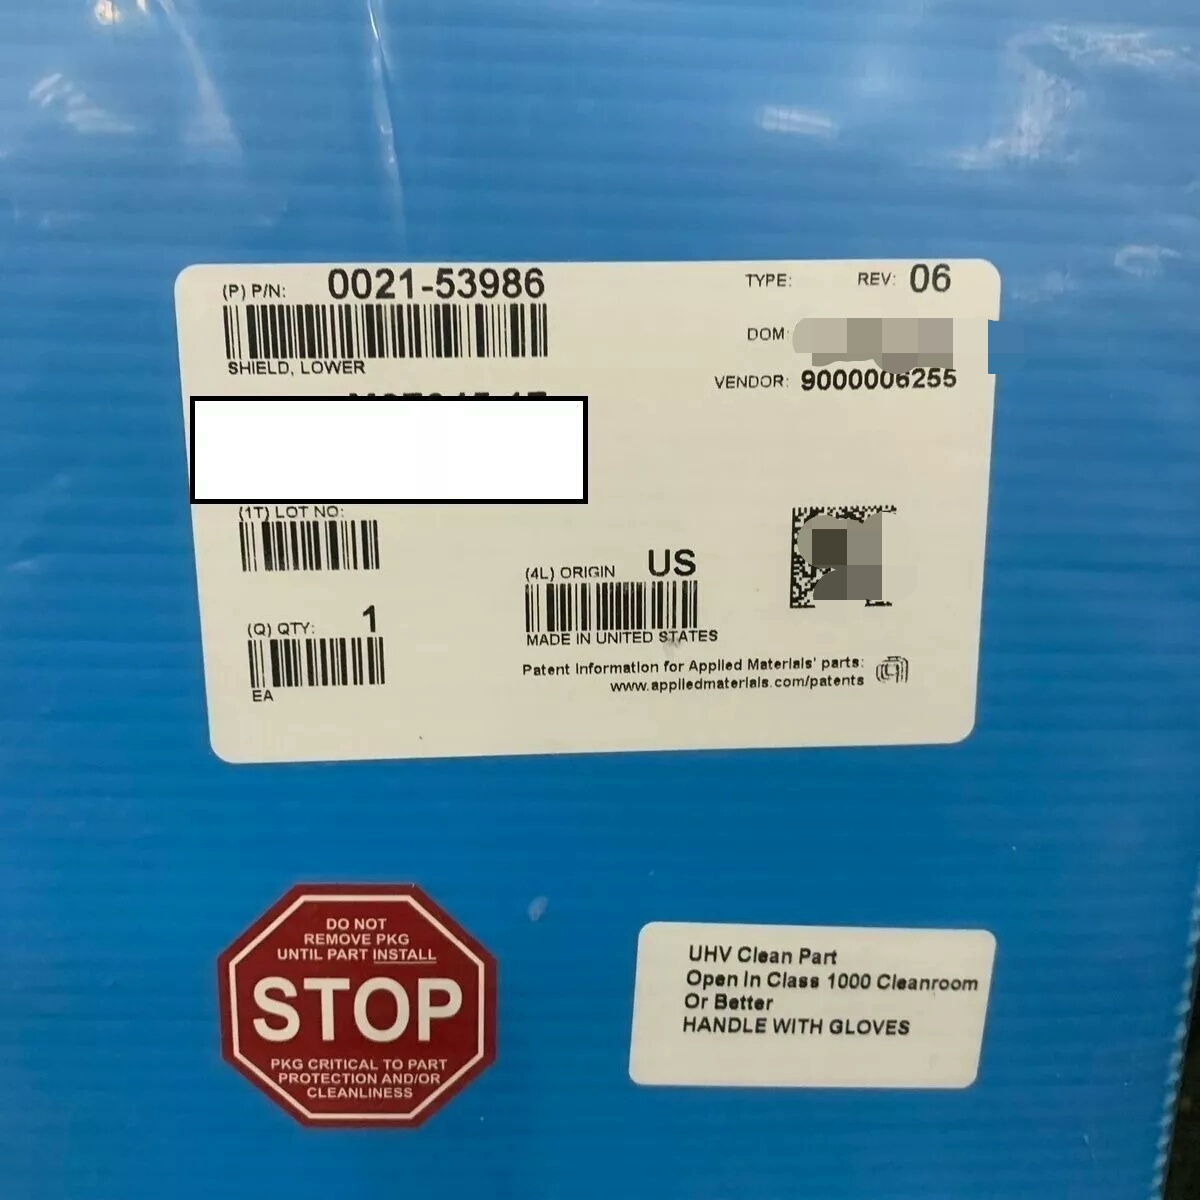 (P) P/N: 0021-53986
SHIELD, LOWER
TYPE:
REV: 06
DOM
VENDOR: 9000006255
(1T) LOT NO:
(Q) QTY: 1
EA
(4L) ORIGIN US
MADE IN UNITED STATES
Patent Information for Applied Materials' parts:
www.appliedmaterials.com/patents
DO NOT
REMOVE PKG
UNTIL PART INSTALL
STOP
PKG CRITICAL TO PART
PROTECTION AND/OR
CLEANLINESS
UHV Clean Part
Open In Class 1000 Cleanroom
Or Better
HANDLE WITH GLOVES